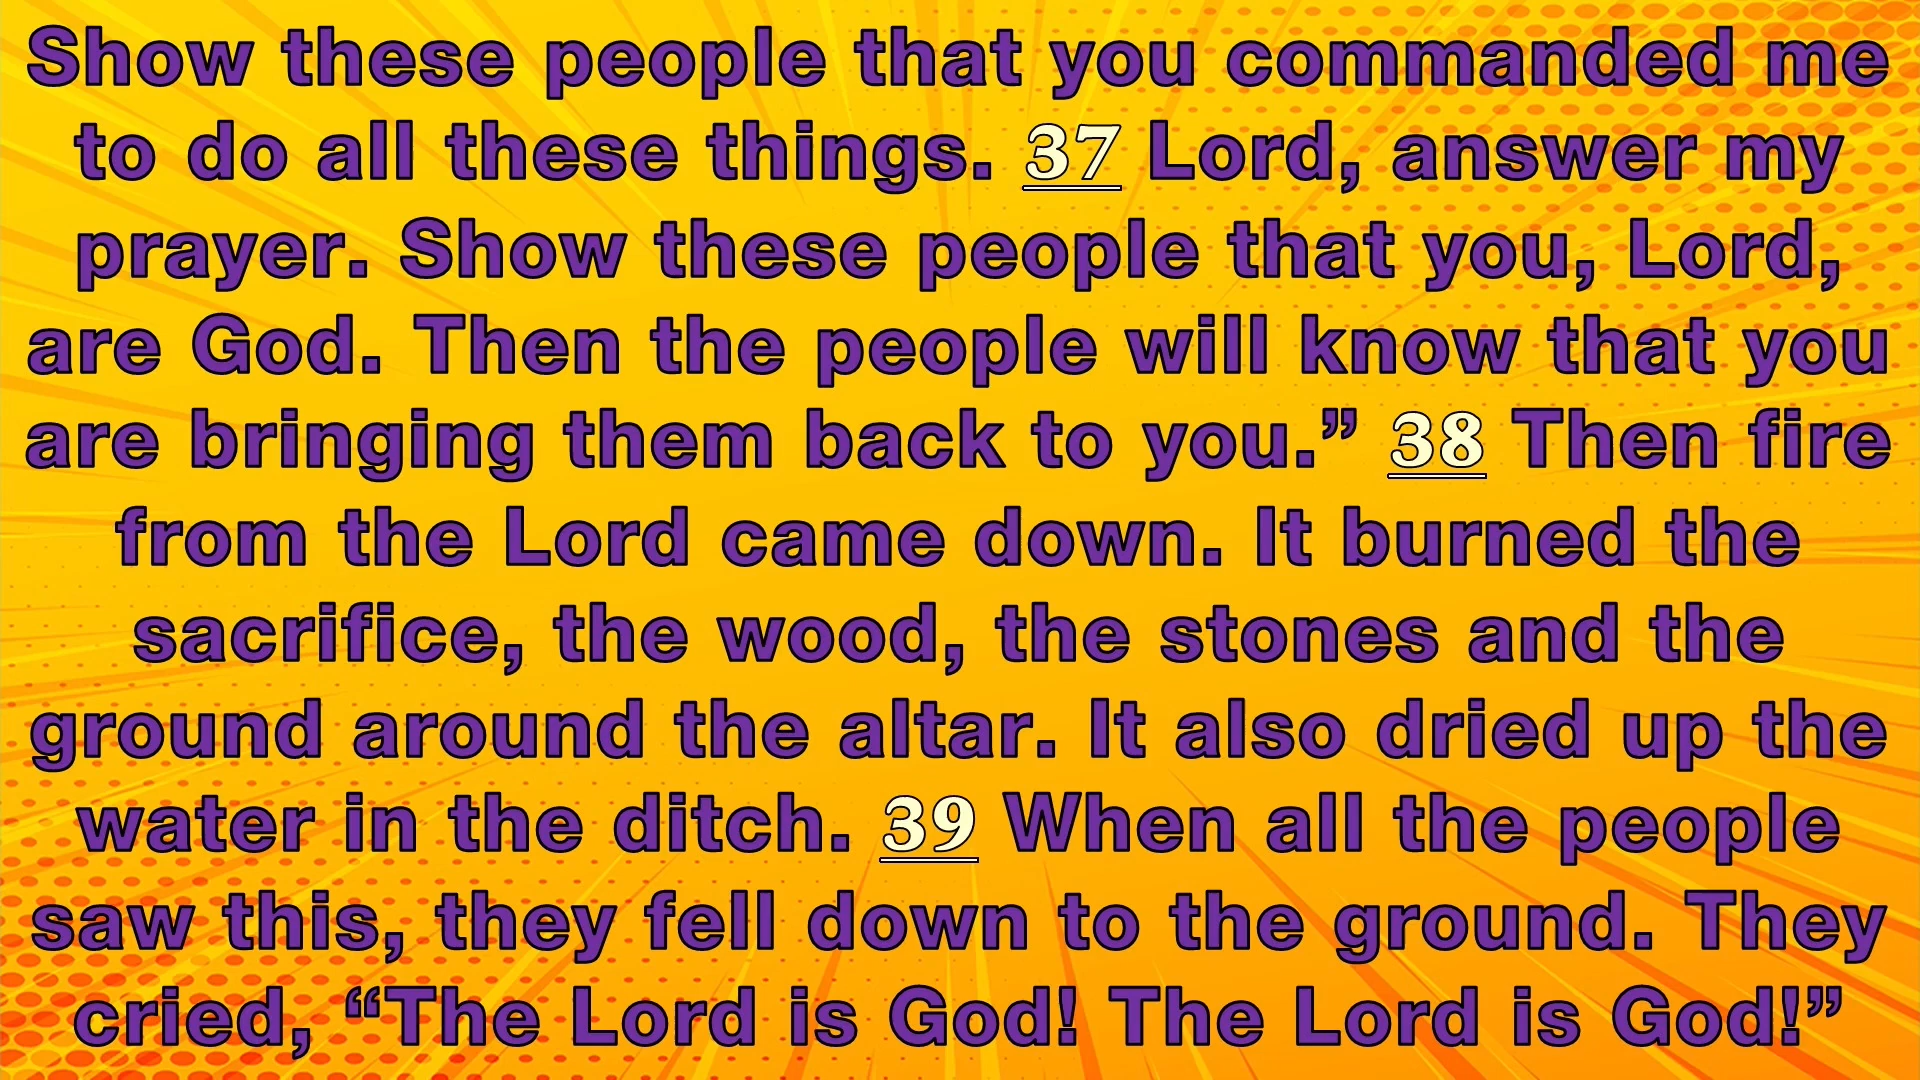 Show these people that you commanded me
to do all these things. 37 Lord, answer my
prayer. Show these people that you, Lord,
are God. Then the people will know that you
are bringing them back to you.” 38 Then fire
from the Lord came down. It burned the
sacrifice, the wood, the stones and the
ground around the altar. It also dried up the
water in the ditch. 39 When all the people
saw this, they fell down to the ground. They
cried, “The Lord is God! The Lord is God!”